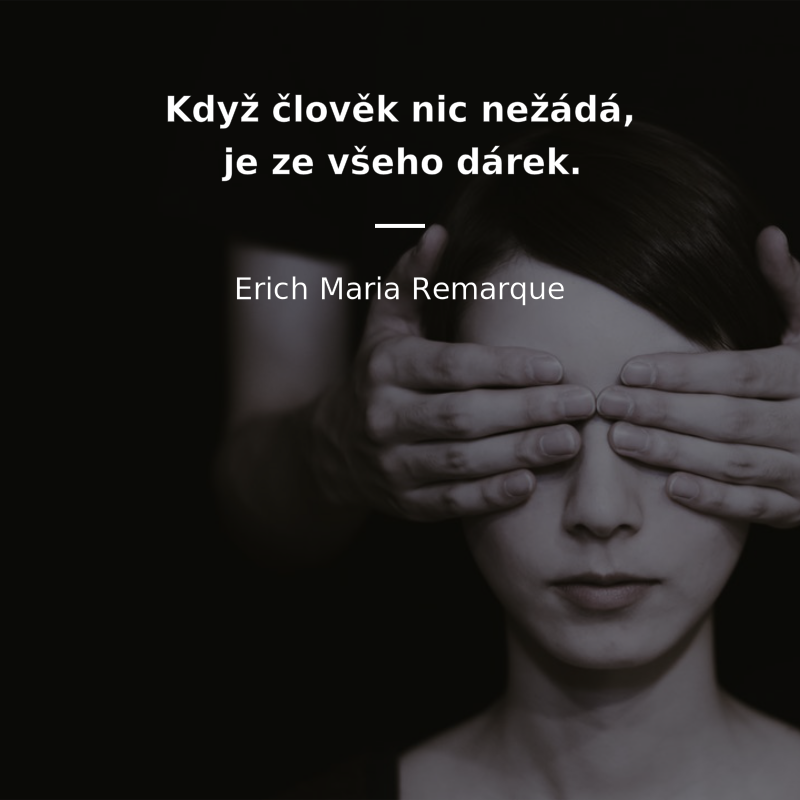 Když člověk nic nežádá,
je ze všeho dárek.
Erich Maria Remarque